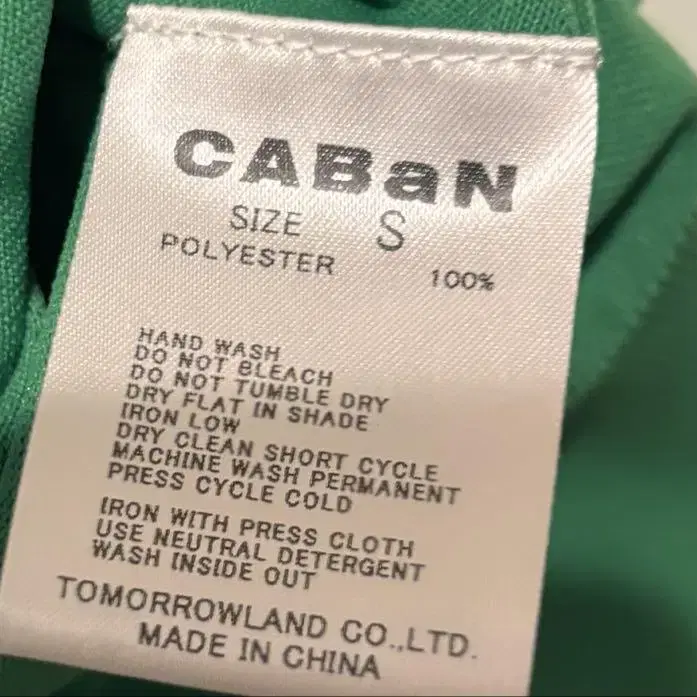 CABaN
SIZE S
POLYESTER 100%
HAND WASH
DO NOT BLEACH
DO NOT TUMBLE DRY
DRY FLAT IN SHADE
IRON LOW
DRY CLEAN SHORT CYCLE
MACHINE WASH PERMANENT
PRESS CYCLE COLD
IRON WITH PRESS CLOTH
USE NEUTRAL DETERGENT
WASH INSIDE OUT
TOMORROWLAND CO.,LTD.
MADE IN CHINA